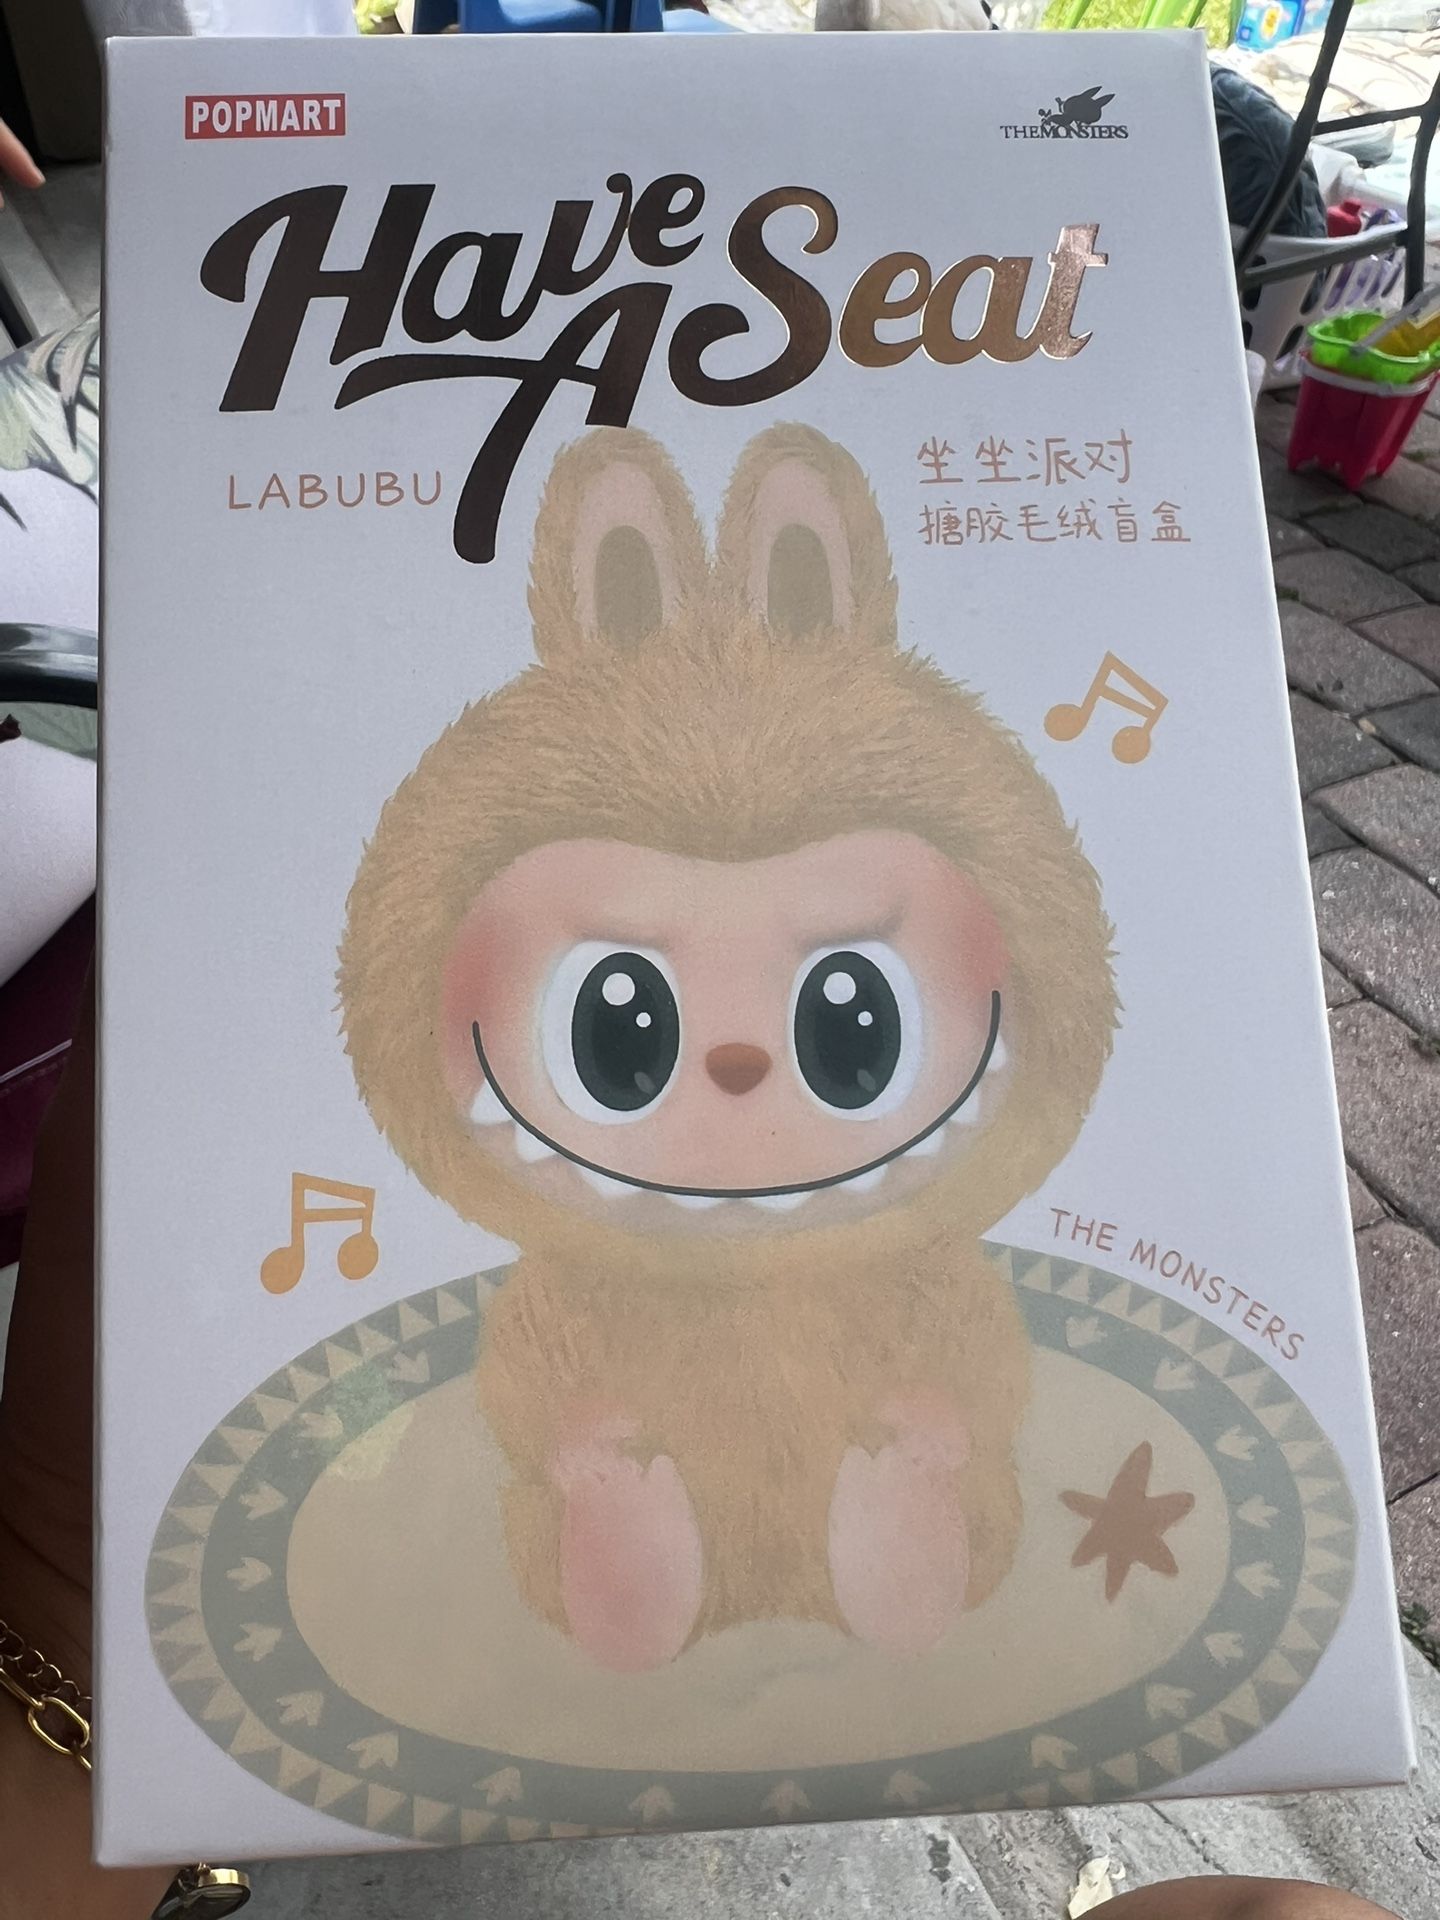 POPMART
THE MONSTERS
Have A Seat
LABUBU
坐坐派对
搪胶毛绒盲盒
THE MONSTERS